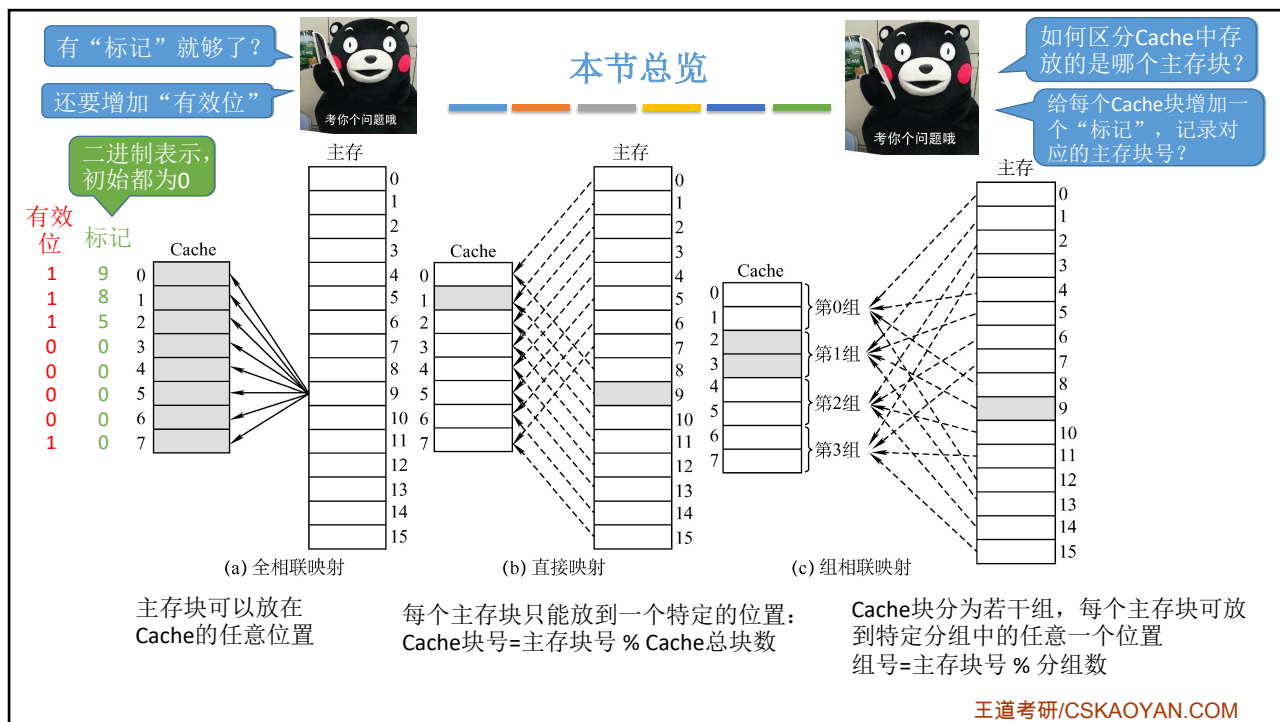 有“标记”就够了？
还要增加“有效位”
考你个问题哦
本节总览
考你个问题哦
如何区分Cache中存
放的是哪个主存块？
给每个Cache块增加一
个“标记”，记录对
应的主存块号？
二进制表示，
初始都为0
有效
位
标记
1 9
1 8
1 5
0 0
0 0
0 0
0 0
1 0
Cache
0
1
2
3
4
5
6
7
主存
0
1
2
3
4
5
6
7
8
9
10
11
12
13
14
15
(a) 全相联映射
Cache
0
1
2
3
4
5
6
7
0
1
2
3
4
5
6
7
8
9
10
11
12
13
14
15
主存
(b) 直接映射
Cache
0
1
2
3
4
5
6
7
第0组
第1组
第2组
第3组
主存
0
1
2
3
4
5
6
7
8
9
10
11
12
13
14
15
(c) 组相联映射
主存块可以放在
Cache的任意位置
每个主存块只能放到一个特定的位置：
Cache块号=主存块号 % Cache总块数
Cache块分为若干组，每个主存块可放
到特定分组中的任意一个位置
组号=主存块号 % 分组数
王道考研/CSKAOYAN.COM